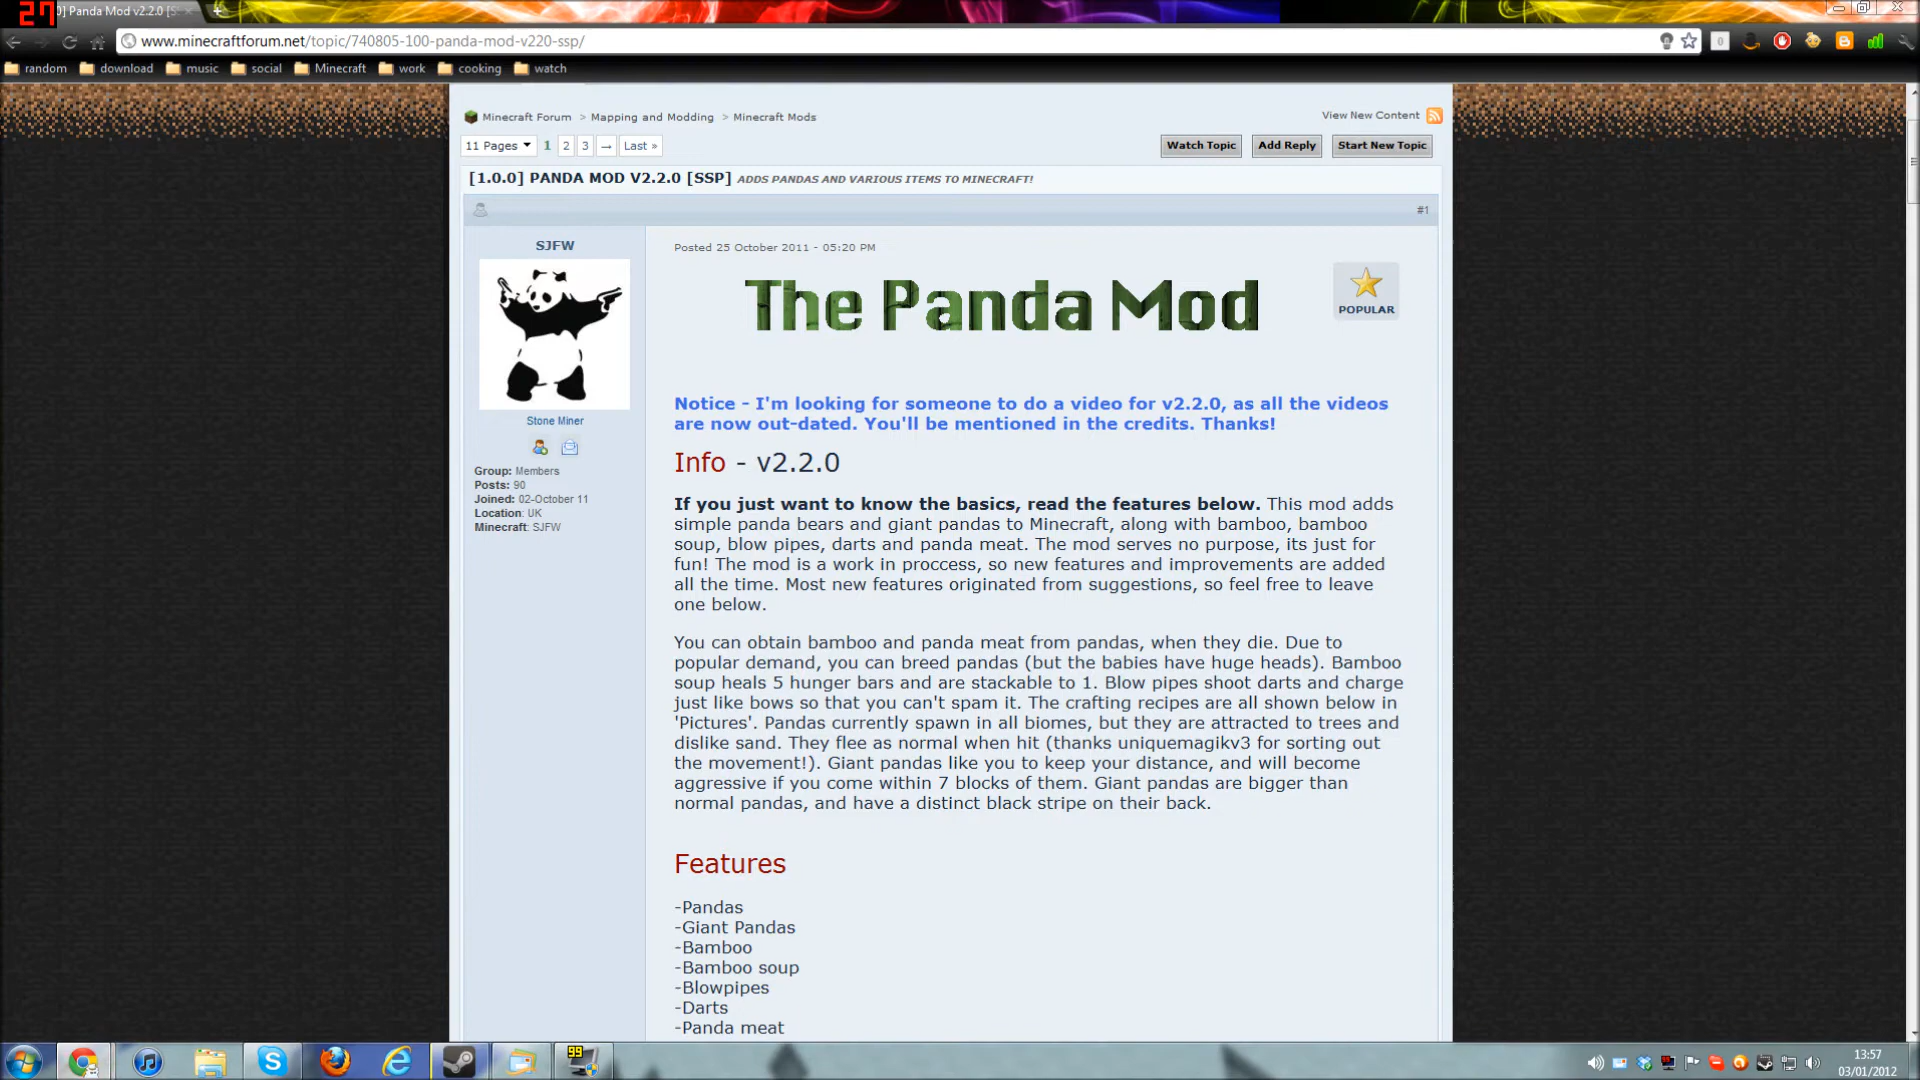 27
] Panda Mod v2.2.0 [S
www.minecraftforum.net/topic/740805-100-panda-mod-v220-ssp/
0
random download music social Minecraft work cooking watch
Minecraft Forum > Mapping and Modding > Minecraft Mods
View New Content
11 Pages 1 2 3 → Last »
Watch Topic Add Reply Start New Topic
[1.0.0] PANDA MOD V2.2.0 [SSP] ADDS PANDAS AND VARIOUS ITEMS TO MINECRAFT!
#1
SJFW
Stone Miner
Group: Members
Posts: 90
Joined: 02-October 11
Location: UK
Minecraft: SJFW
Posted 25 October 2011 - 05:20 PM
The Panda Mod
POPULAR
Notice - I'm looking for someone to do a video for v2.2.0, as all the videos
are now out-dated. You'll be mentioned in the credits. Thanks!
Info - v2.2.0
If you just want to know the basics, read the features below. This mod adds
simple panda bears and giant pandas to Minecraft, along with bamboo, bamboo
soup, blow pipes, darts and panda meat. The mod serves no purpose, its just for
fun! The mod is a work in proccess, so new features and improvements are added
all the time. Most new features originated from suggestions, so feel free to leave
one below.
You can obtain bamboo and panda meat from pandas, when they die. Due to
popular demand, you can breed pandas (but the babies have huge heads). Bamboo
soup heals 5 hunger bars and are stackable to 1. Blow pipes shoot darts and charge
just like bows so that you can't spam it. The crafting recipes are all shown below in
'Pictures'. Pandas currently spawn in all biomes, but they are attracted to trees and
dislike sand. They flee as normal when hit (thanks uniquemagikv3 for sorting out
the movement!). Giant pandas like you to keep your distance, and will become
aggressive if you come within 7 blocks of them. Giant pandas are bigger than
normal pandas, and have a distinct black stripe on their back.
Features
-Pandas
-Giant Pandas
-Bamboo
-Bamboo soup
-Blowpipes
-Darts
-Panda meat
99
13:57
03/01/2012